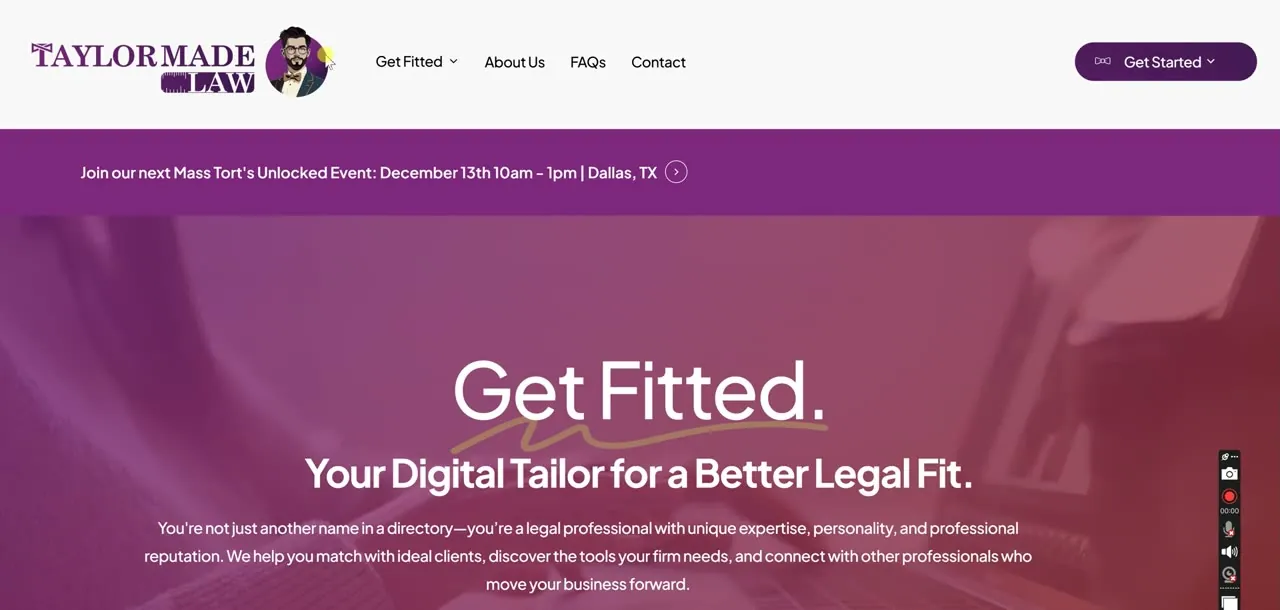 TAYLOR MADE
LAW
Get Fitted
About Us
FAQs
Contact
Get Started
Join our next Mass Tort's Unlocked Event: December 13th 10am - 1pm | Dallas, TX
Get Fitted.
Your Digital Tailor for a Better Legal Fit.
You're not just another name in a directory—you're a legal professional with unique expertise, personality, and professional
reputation. We help you match with ideal clients, discover the tools your firm needs, and connect with other professionals who
move your business forward.
00:00